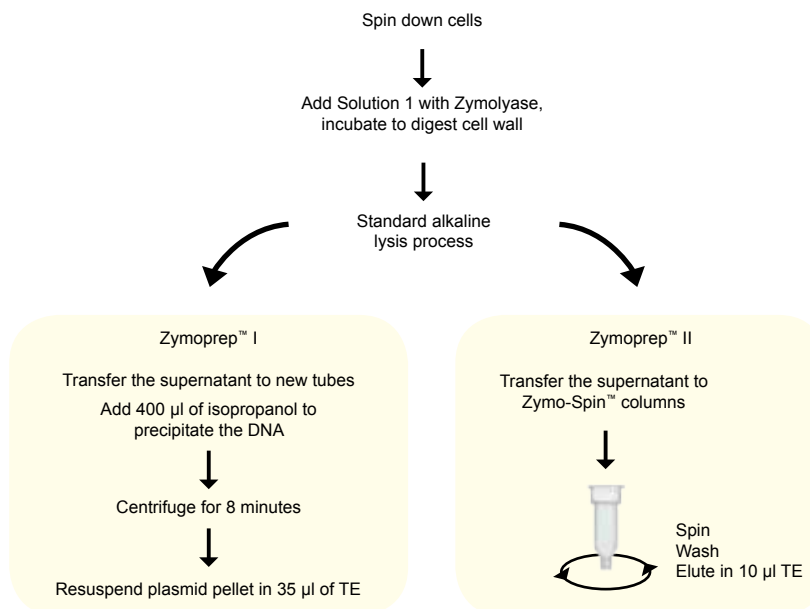 Spin down cells
Add Solution 1 with Zymolyase,
incubate to digest cell wall
Standard alkaline
lysis process
Zymoprep™ I
Transfer the supernatant to new tubes
Add 400 µl of isopropanol to
precipitate the DNA
Centrifuge for 8 minutes
Resuspend plasmid pellet in 35 µl of TE
Zymoprep™ II
Transfer the supernatant to
Zymo-Spin™ columns
Spin
Wash
Elute in 10 µl TE